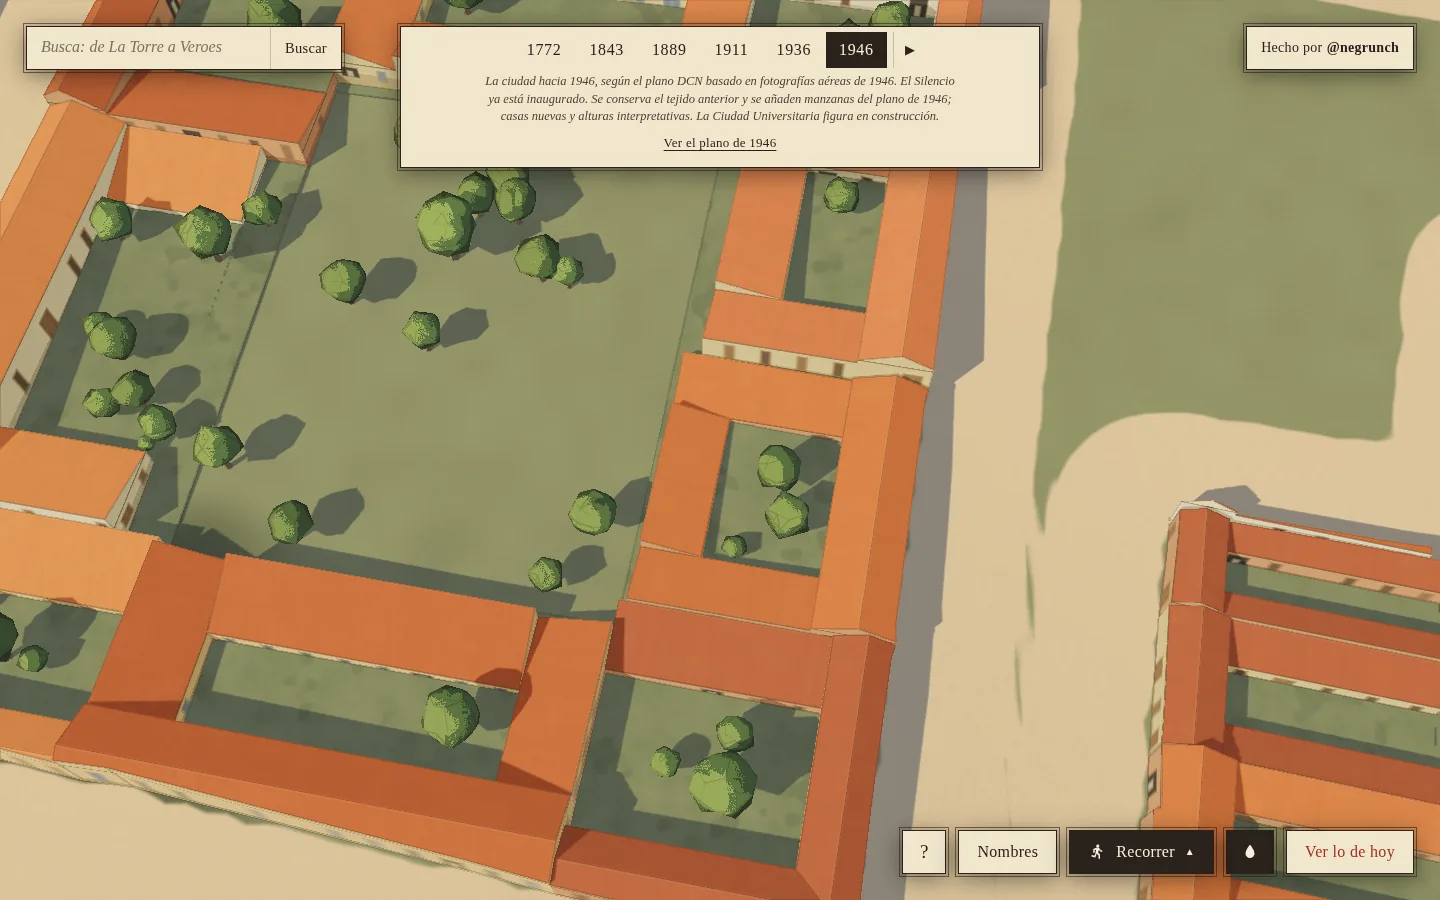 Busca: de La Torre a Veroes
Buscar
1772 1843 1889 1911 1936 1946 ▶
La ciudad hacia 1946, según el plano DCN basado en fotografías aéreas de 1946. El Silencio
ya está inaugurado. Se conserva el tejido anterior y se añaden manzanas del plano de 1946;
casas nuevas y alturas interpretativas. La Ciudad Universitaria figura en construcción.
Ver el plano de 1946
Hecho por @negrunch
?
Nombres
Recorrer ▲
Ver lo de hoy